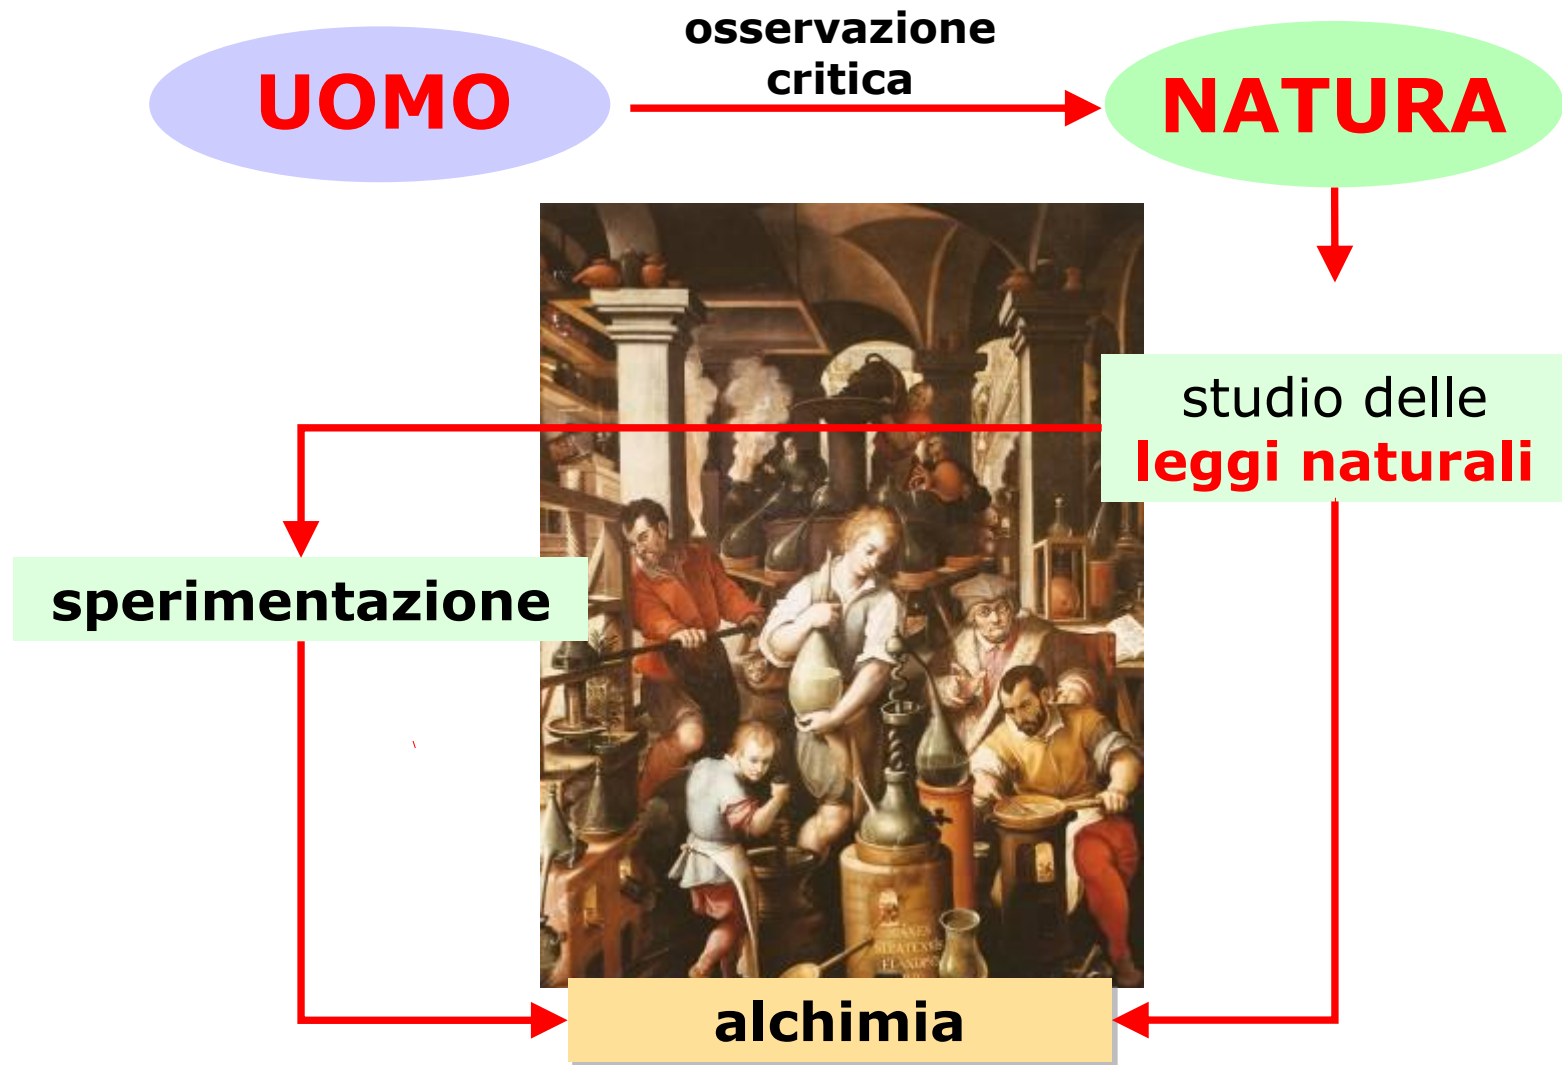 osservazione
critica
UOMO
NATURA
studio delle
leggi naturali
sperimentazione
alchimia